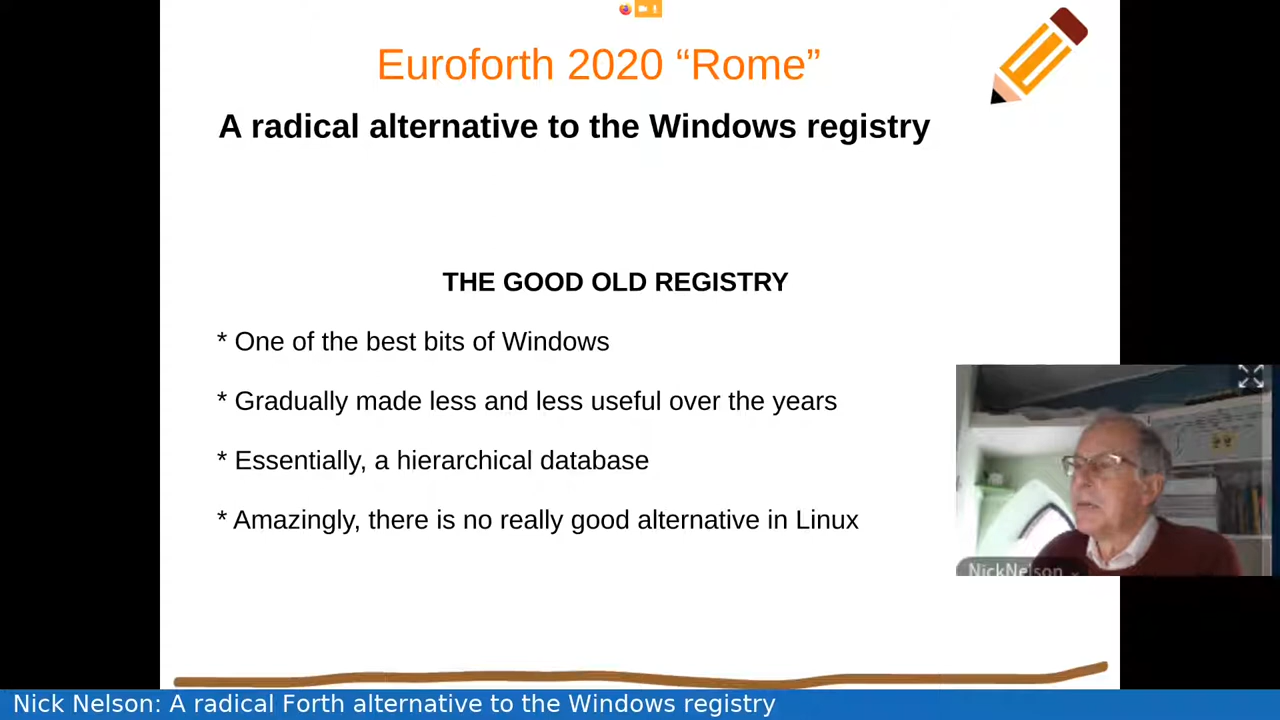 Euroforth 2020 “Rome”
A radical alternative to the Windows registry
THE GOOD OLD REGISTRY
* One of the best bits of Windows
* Gradually made less and less useful over the years
* Essentially, a hierarchical database
* Amazingly, there is no really good alternative in Linux
NickNelson
Nick Nelson: A radical Forth alternative to the Windows registry